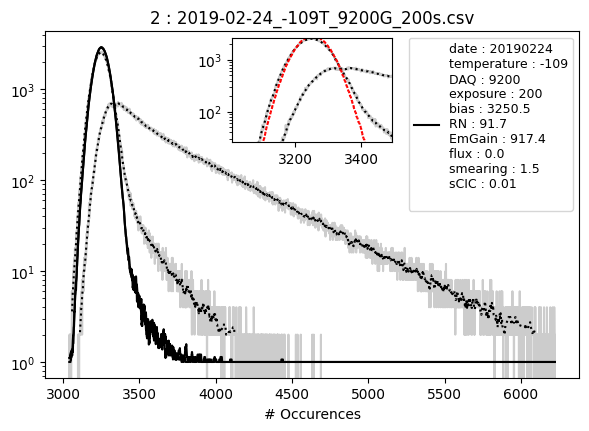 2 : 2019-02-24_-109T_9200G_200s.csv
10³
10²
10¹
10⁰
10³
10²
3200 3400
date : 20190224
temperature : -109
DAQ : 9200
exposure : 200
bias : 3250.5
RN : 91.7
EmGain : 917.4
flux : 0.0
smearing : 1.5
sCIC : 0.01
3000 3500 4000 4500 5000 5500 6000
# Occurences